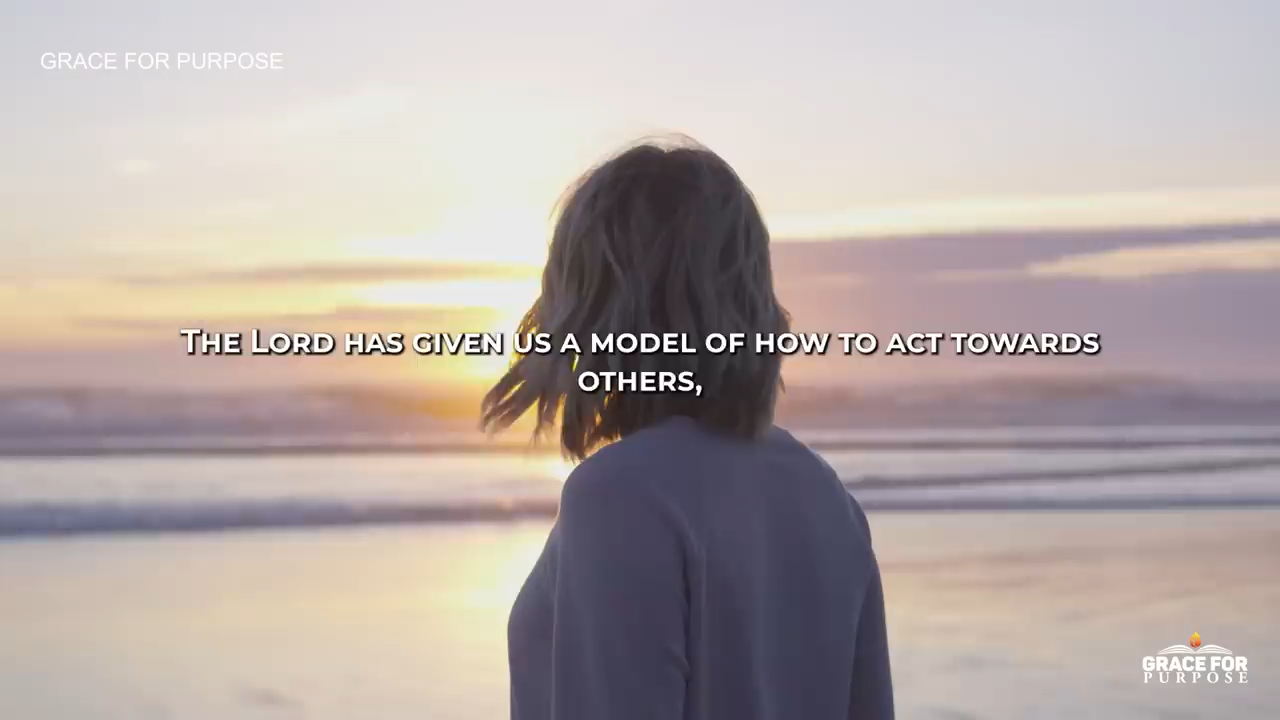 GRACE FOR PURPOSE
The Lord has given us a model of how to act towards
others,
GRACE FOR
PURPOSE